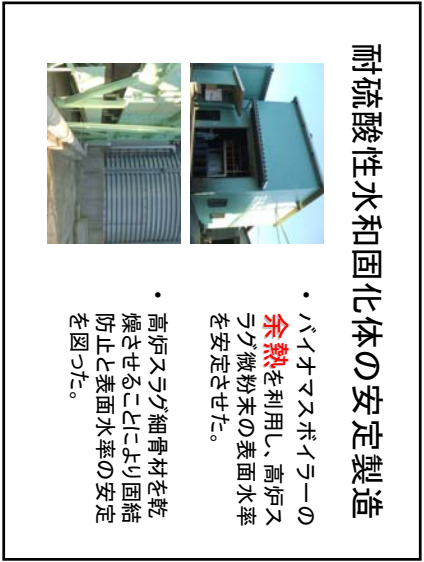 耐硫酸性水和固化体の安定製造
• バイオマスボイラーの
余熱を利用し、高炉ス
ラグ微粉末の表面水率
を安定させた。
• 高炉スラグ細骨材を乾
燥させることにより固結
防止と表面水率の安定
を図った。